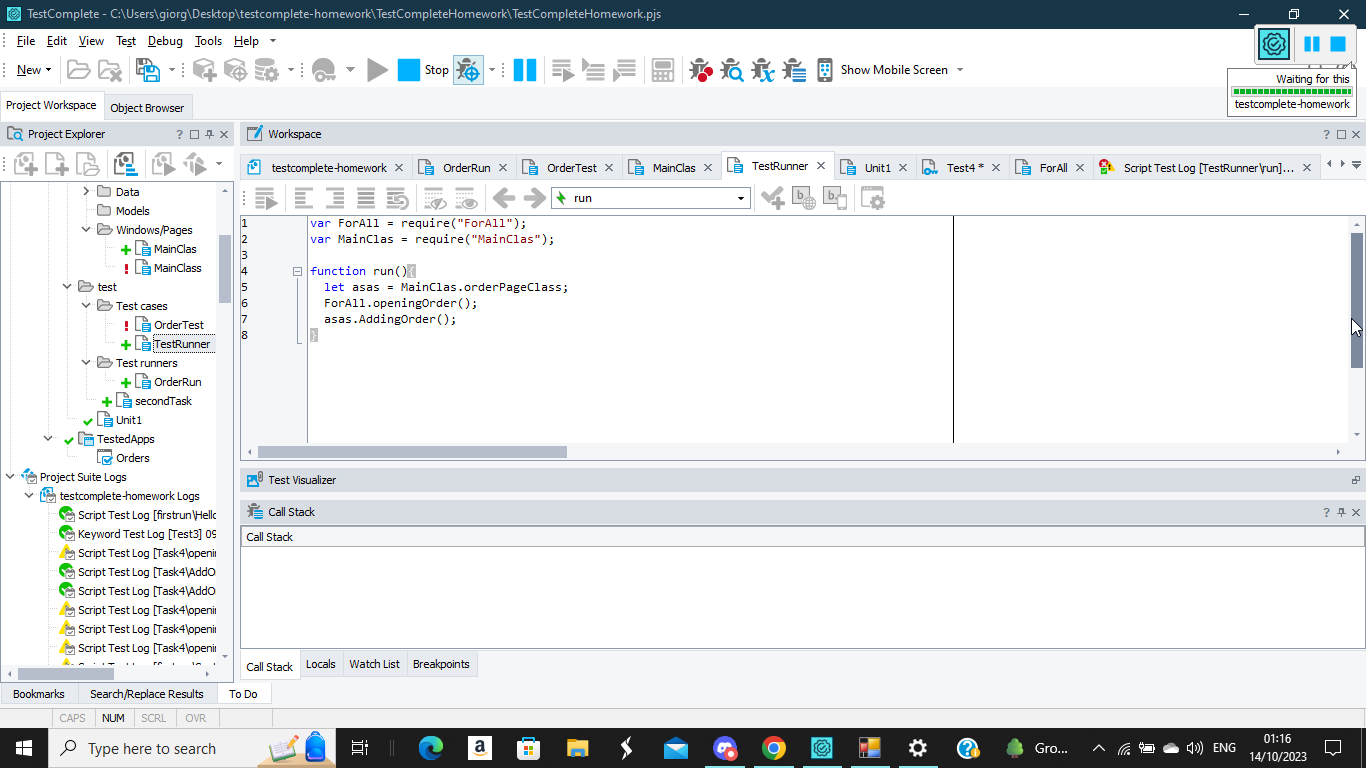 TestComplete - C:\Users\giorg\Desktop\testcomplete-homework\TestCompleteHomework\TestCompleteHomework.pjs
File Edit View Test Debug Tools Help
New Stop Show Mobile Screen
Waiting for this
testcomplete-homework
Project Workspace Object Browser
Project Explorer ?
Data
Models
Windows/Pages
MainClas
MainClass
test
Test cases
OrderTest
TestRunner
Test runners
OrderRun
secondTask
Unit1
TestedApps
Orders
Project Suite Logs
testcomplete-homework Logs
Script Test Log [firstrun\Hello
Keyword Test Log [Test3] 09
Script Test Log [Task4\openi
Script Test Log [Task4\AddO
Script Test Log [Task4\AddO
Script Test Log [Task4\openi
Script Test Log [Task4\openi
Script Test Log [Task4\openi
Bookmarks Search/Replace Results To Do
Workspace ?
testcomplete-homework OrderRun OrderTest MainClas TestRunner Unit1 Test4 * ForAll Script Test Log [TestRunner\run]...
run
1 var ForAll = require("ForAll");
2 var MainClas = require("MainClas");
3
4 function run(){
5 let asas = MainClas.orderPageClass;
6 ForAll.openingOrder();
7 asas.AddingOrder();
8 }
Test Visualizer
Call Stack ?
Call Stack
Call Stack Locals Watch List Breakpoints
CAPS NUM SCRL OVR
Type here to search
Gro...
ENG
01:16
14/10/2023